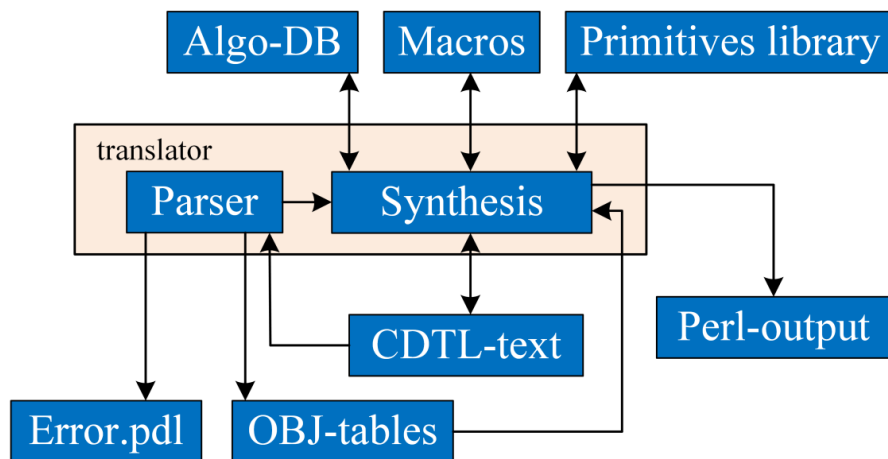 Algo-DB
Macros
Primitives library
translator
Parser
Synthesis
CDTL-text
Perl-output
Error.pdl
OBJ-tables